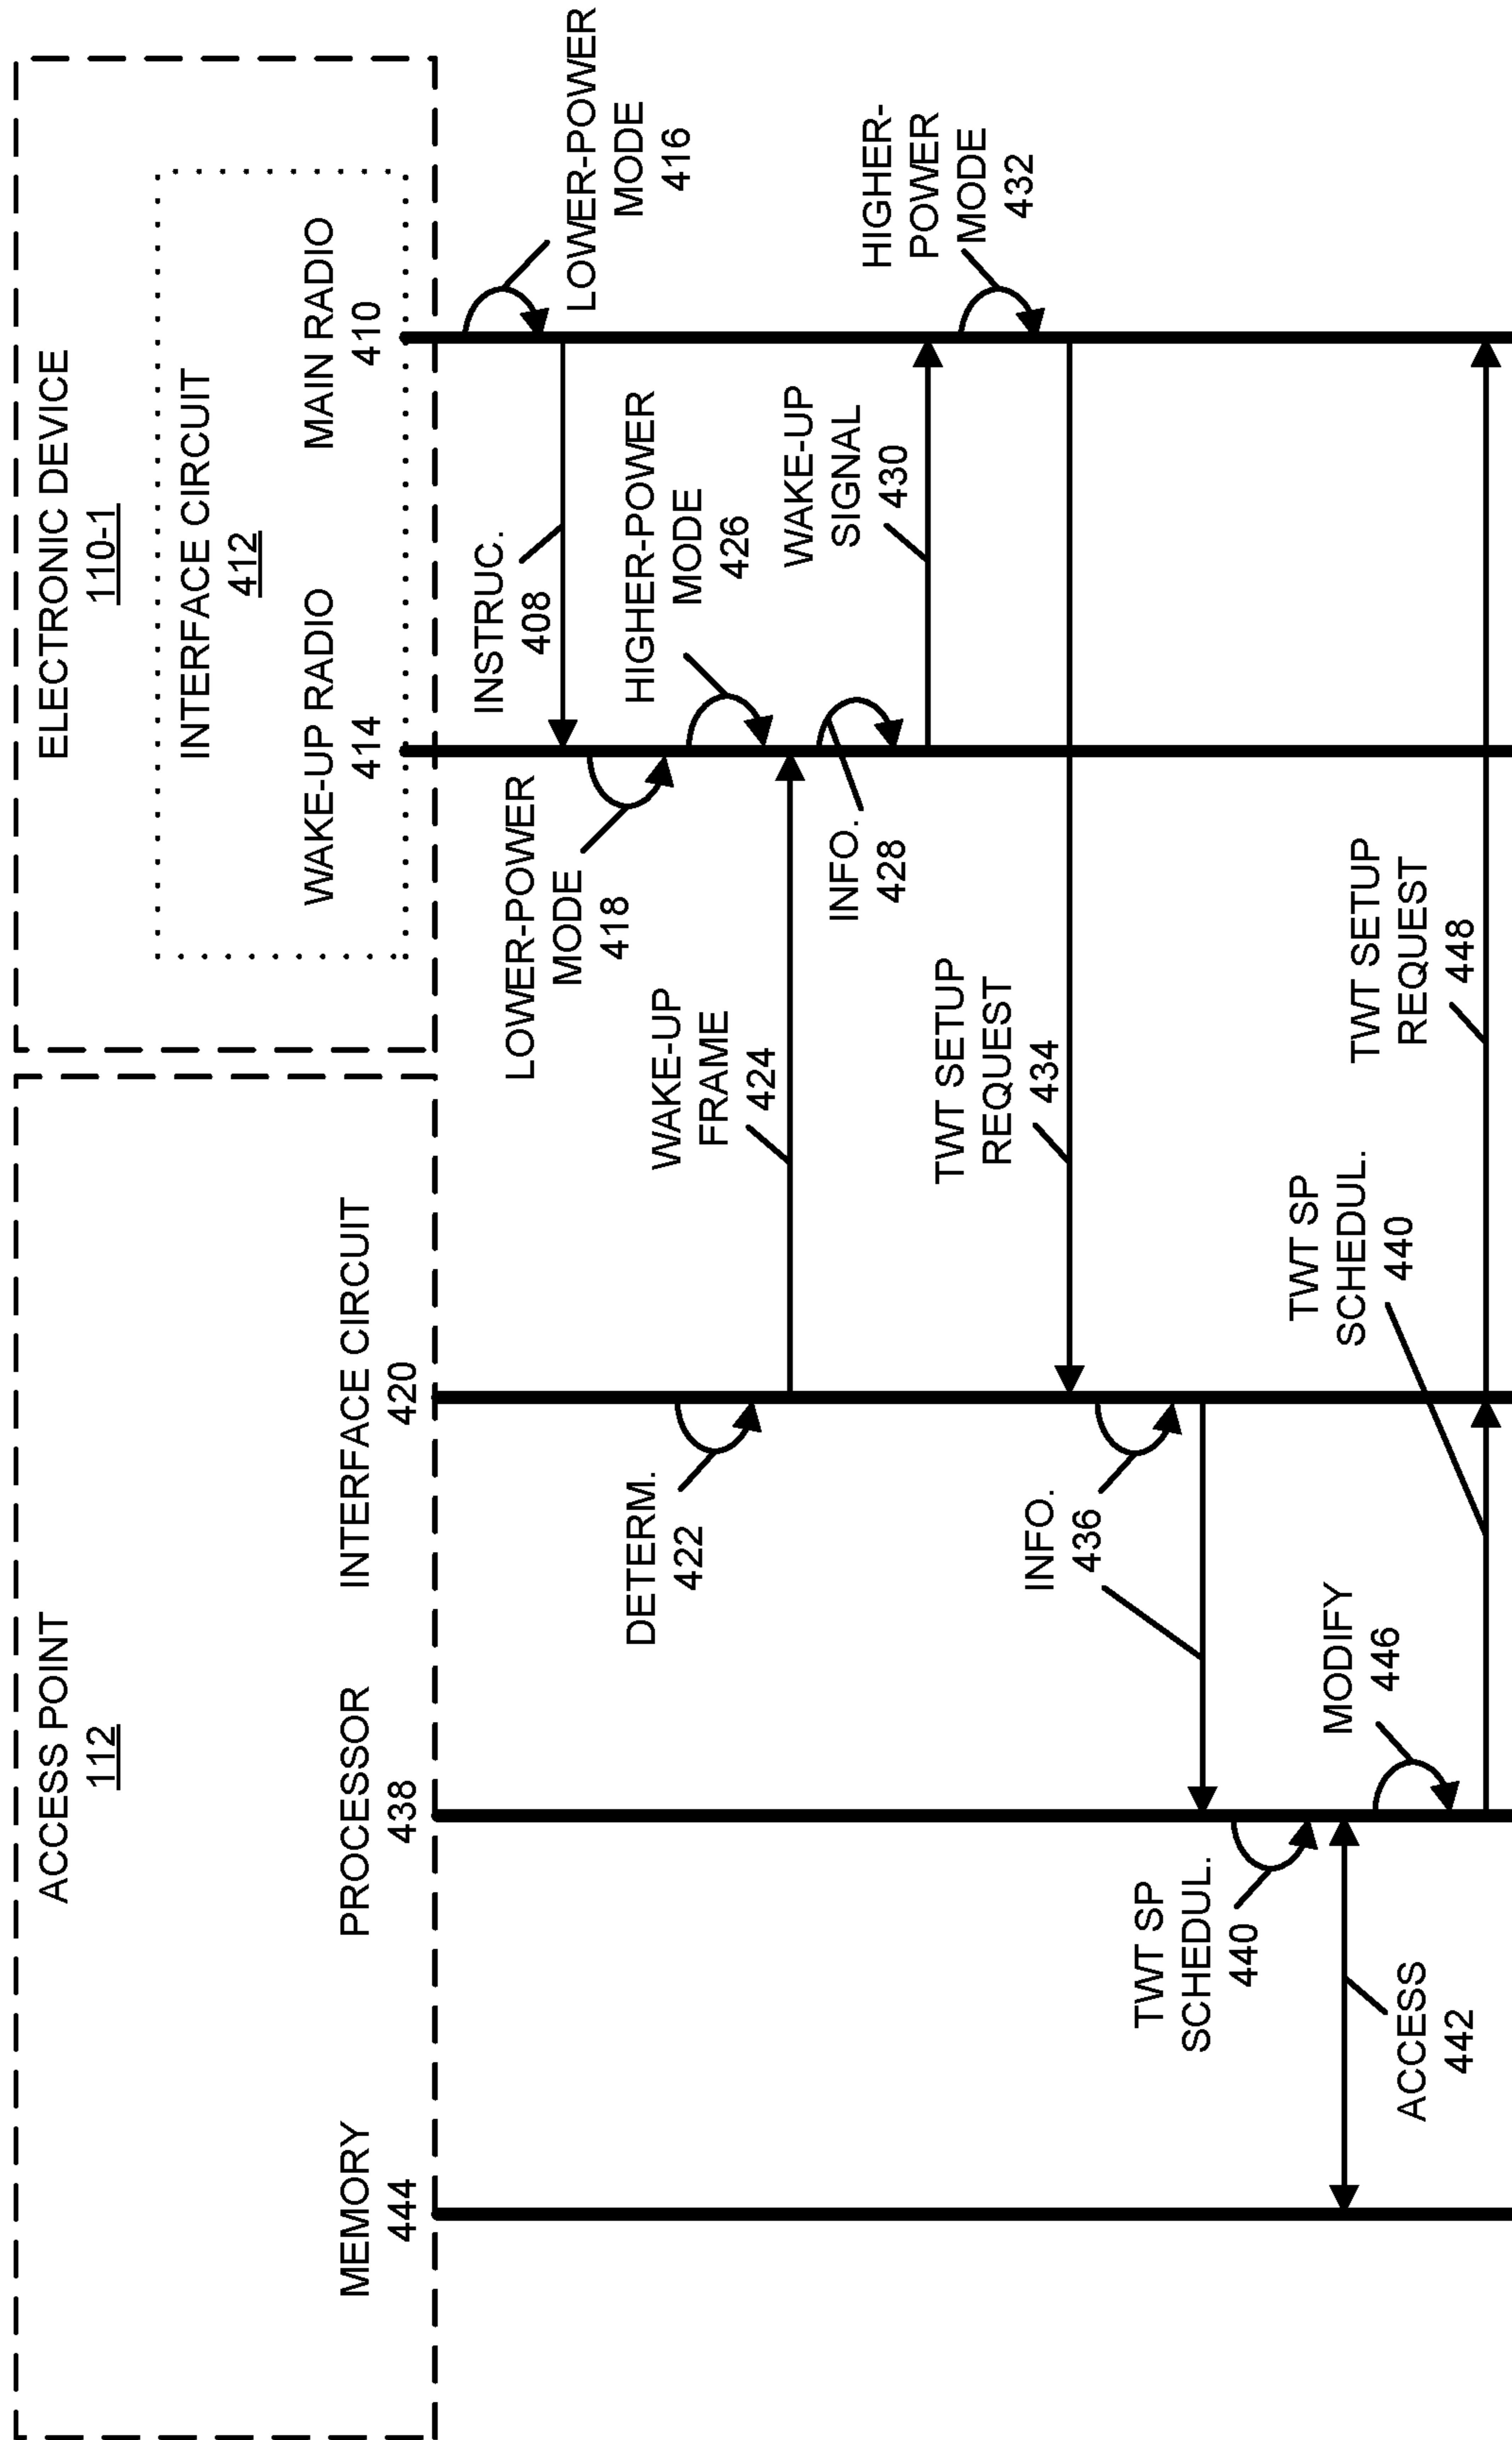 ACCESS POINT
112
MEMORY
444
PROCESSOR
438
INTERFACE CIRCUIT
420
ELECTRONIC DEVICE
110-1
INTERFACE CIRCUIT
412
WAKE-UP RADIO
414
MAIN RADIO
410
LOWER-POWER
MODE
416
INSTRUC.
408
LOWER-POWER
MODE
418
DETERM.
422
HIGHER-POWER
MODE
426
WAKE-UP
FRAME
424
INFO.
428
WAKE-UP
SIGNAL
430
HIGHER-
POWER
MODE
432
TWT SETUP
REQUEST
434
INFO.
436
TWT SP
SCHEDUL.
440
ACCESS
442
MODIFY
446
TWT SP
SCHEDUL.
440
TWT SETUP
REQUEST
448